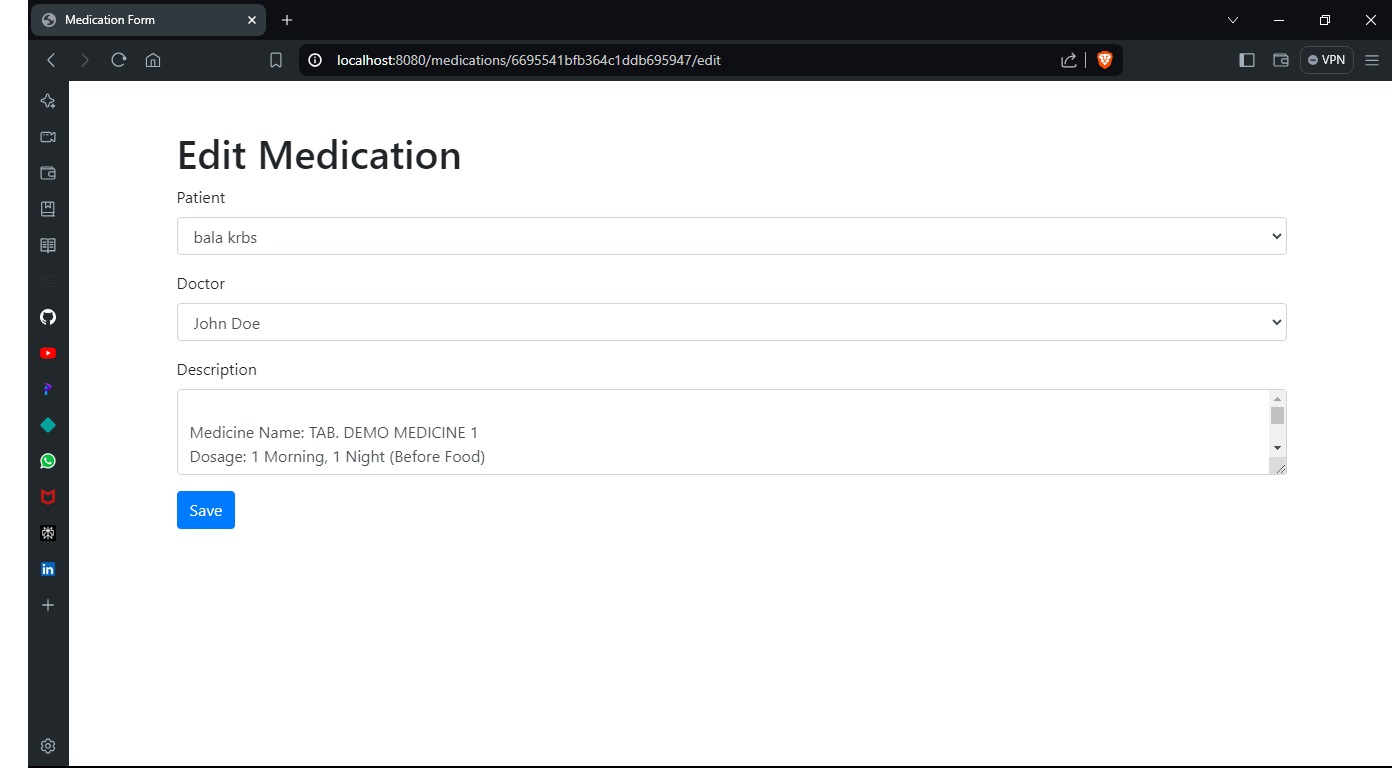 Medication Form
localhost:8080/medications/6695541bfb364c1ddb695947/edit
VPN
Edit Medication
Patient
bala krbs
Doctor
John Doe
Description
Medicine Name: TAB. DEMO MEDICINE 1
Dosage: 1 Morning, 1 Night (Before Food)
Save
in